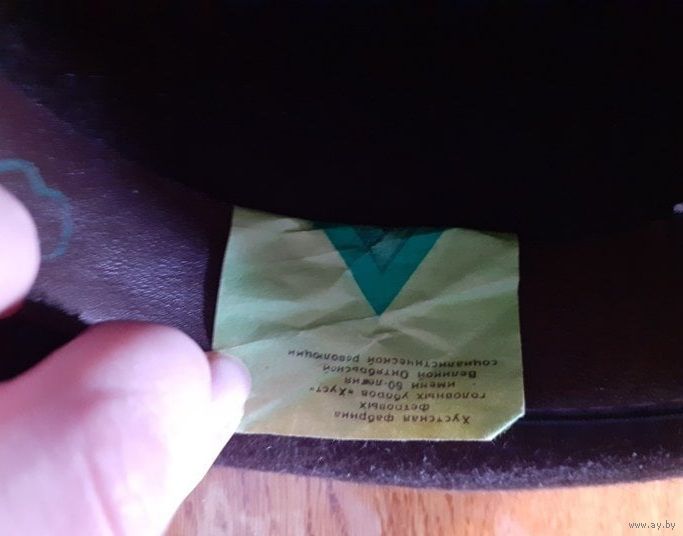 Хустская фабрика
фетровых
головных уборов «Хуст»
имени 60-летия
Великой Октябрьской
социалистической революции
www.ay.by